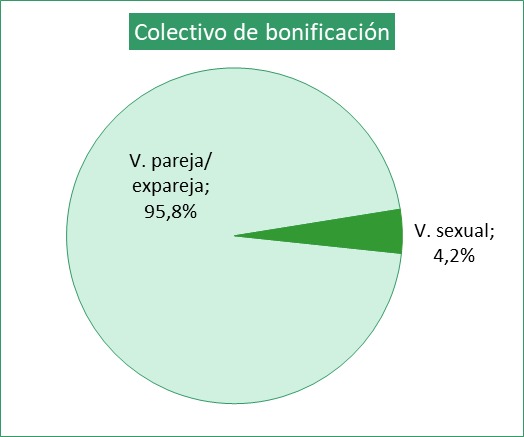 Colectivo de bonificación
V. pareja/
expareja;
95,8%
V. sexual;
4,2%